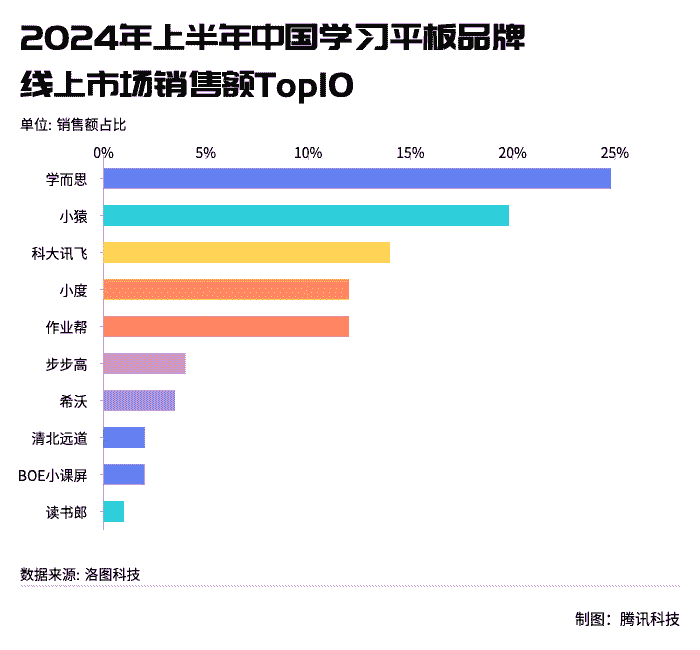 2024年上半年中国学习平板品牌
线上市场销售额Top10
单位: 销售额占比
0% 5% 10% 15% 20% 25%
学而思
小猿
科大讯飞
小度
作业帮
步步高
希沃
清北远道
BOE小课屏
读书郎
数据来源: 洛图科技
制图：腾讯科技